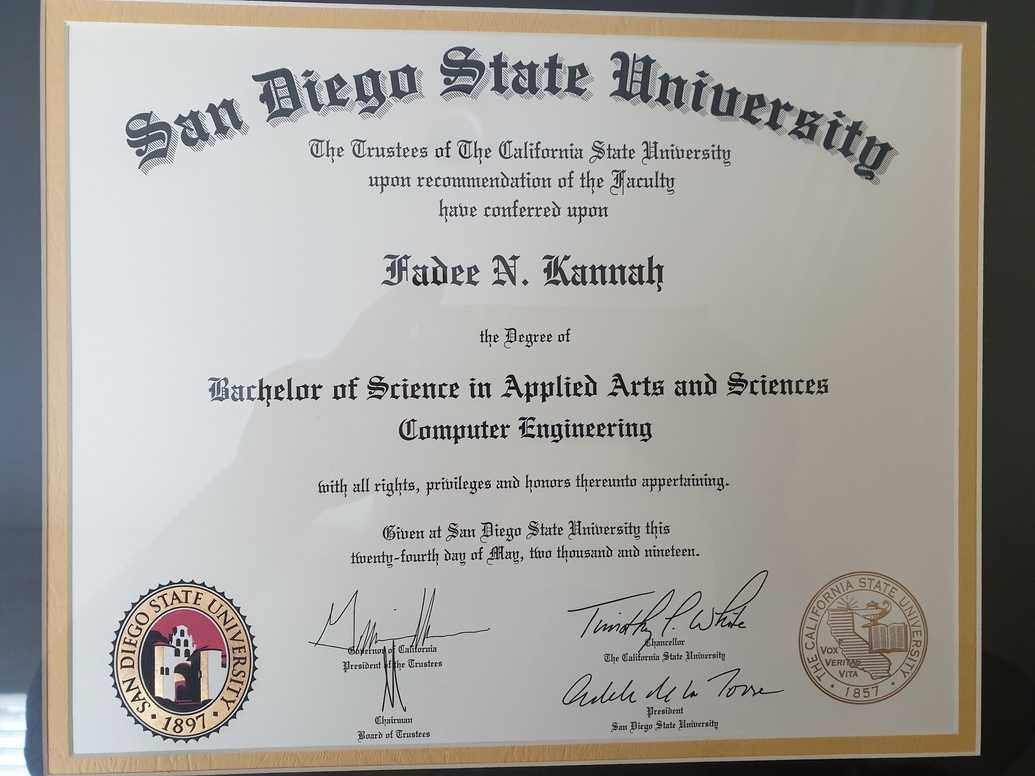 San Diego State University
The Trustees of The California State University
upon recommendation of the Faculty
have conferred upon
Fadee N. Kannah
the Degree of
Bachelor of Science in Applied Arts and Sciences
Computer Engineering
with all rights, privileges and honors thereunto appertaining.
Given at San Diego State University this
twenty-fourth day of May, two thousand and nineteen.
Governor of California
President of the Trustees
Chairman
Board of Trustees
Timothy P. White
Chancellor
The California State University
Adela de la Torre
President
San Diego State University
SAN DIEGO STATE UNIVERSITY
· 1897 ·
THE CALIFORNIA STATE UNIVERSITY
VOX
VERITAS
VITA
· 1857 ·